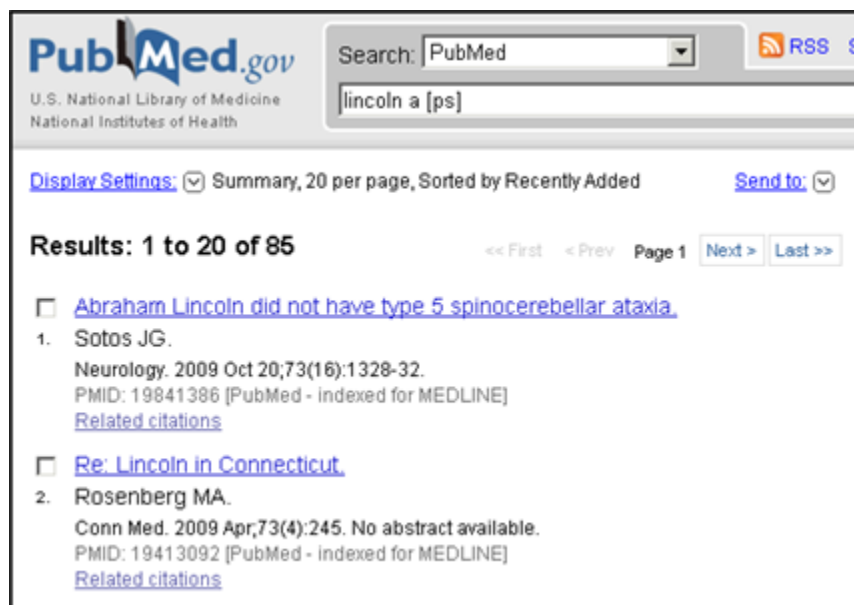 PubMed.gov
U.S. National Library of Medicine
National Institutes of Health
Search: PubMed
RSS
lincoln a [ps]
Display Settings: Summary, 20 per page, Sorted by Recently Added Send to:
Results: 1 to 20 of 85 << First < Prev Page 1 Next > Last >>
Abraham Lincoln did not have type 5 spinocerebellar ataxia.
1. Sotos JG.
Neurology. 2009 Oct 20;73(16):1328-32.
PMID: 19841386 [PubMed - indexed for MEDLINE]
Related citations
Re: Lincoln in Connecticut.
2. Rosenberg MA.
Conn Med. 2009 Apr;73(4):245. No abstract available.
PMID: 19413092 [PubMed - indexed for MEDLINE]
Related citations